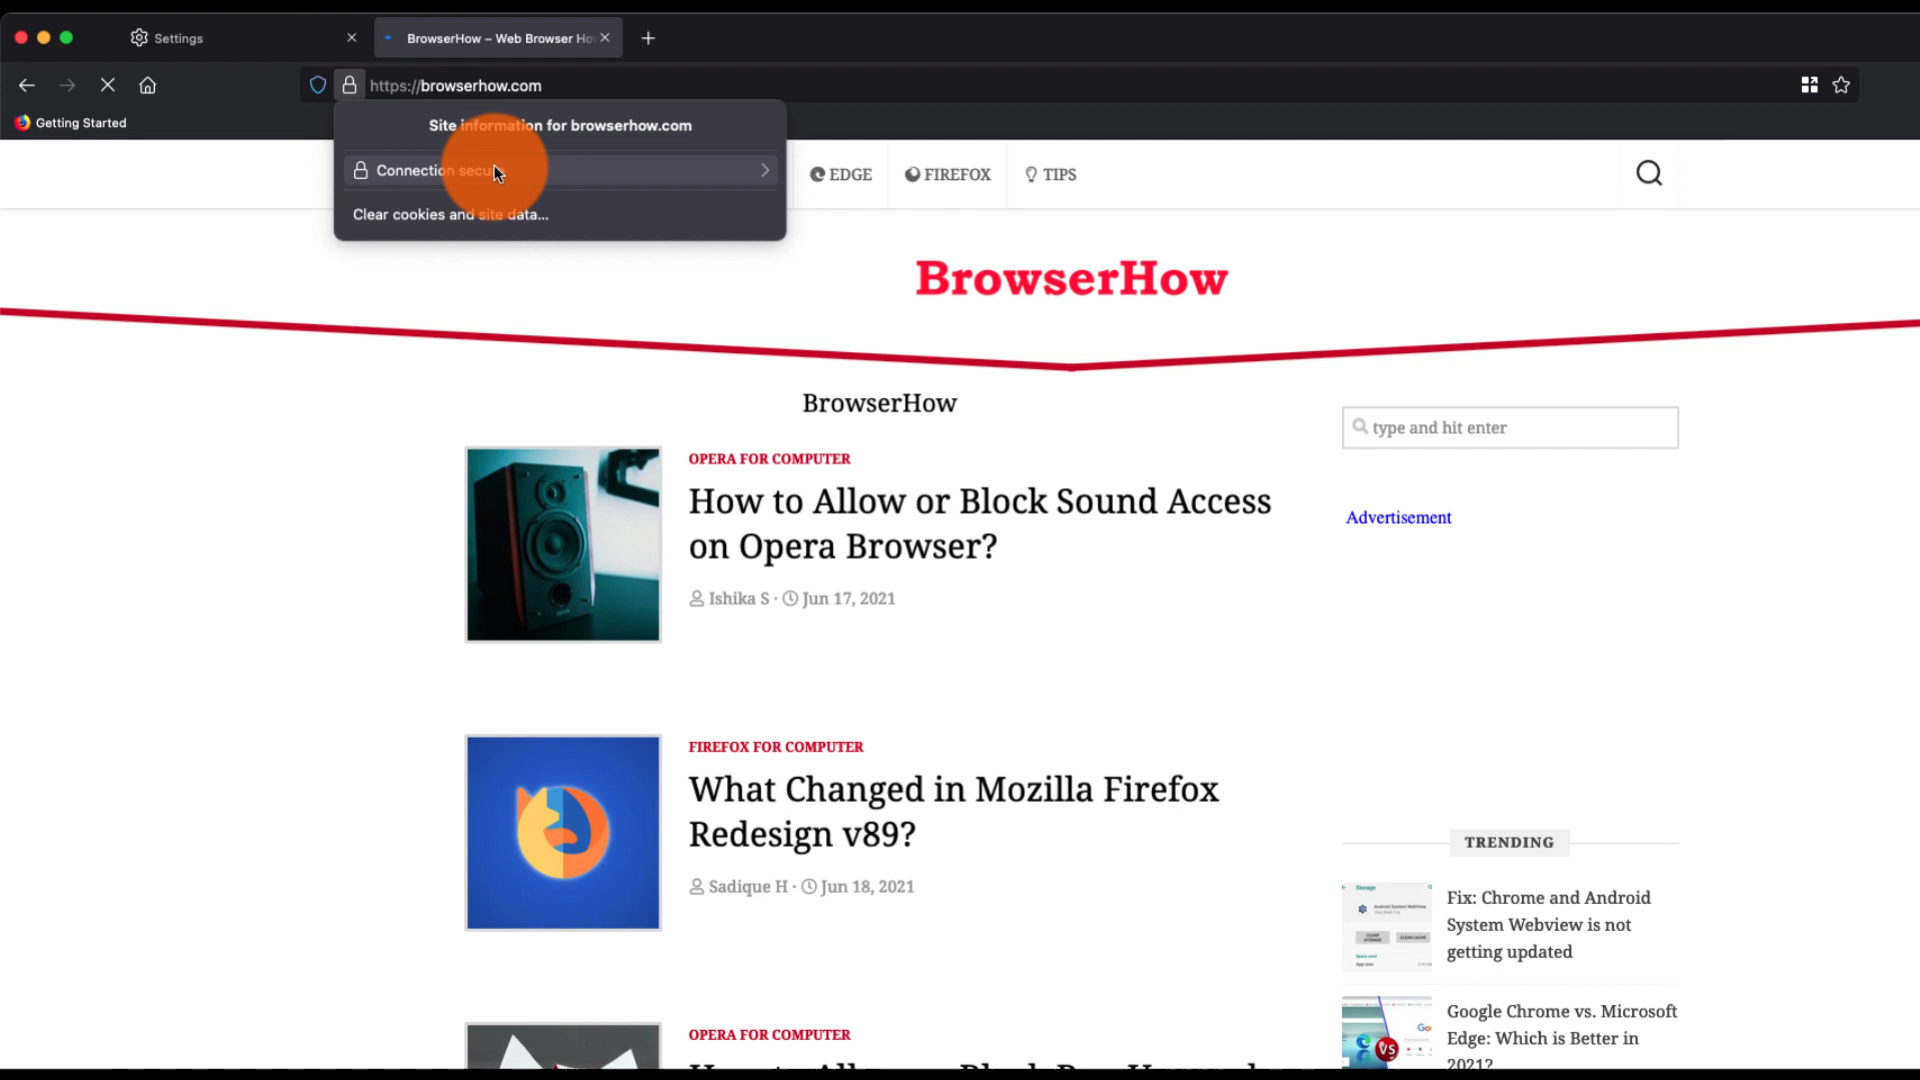 Settings
BrowserHow – Web Browser Ho
https://browserhow.com
Getting Started
Site information for browserhow.com
Connection secu
Clear cookies and site data...
EDGE
FIREFOX
TIPS
BrowserHow
BrowserHow
OPERA FOR COMPUTER
How to Allow or Block Sound Access
on Opera Browser?
Ishika S · Jun 17, 2021
FIREFOX FOR COMPUTER
What Changed in Mozilla Firefox
Redesign v89?
Sadique H · Jun 18, 2021
OPERA FOR COMPUTER
type and hit enter
Advertisement
TRENDING
Storage
Fix: Chrome and Android
System Webview is not
getting updated
Google Chrome vs. Microsoft
Edge: Which is Better in
2021?
VS